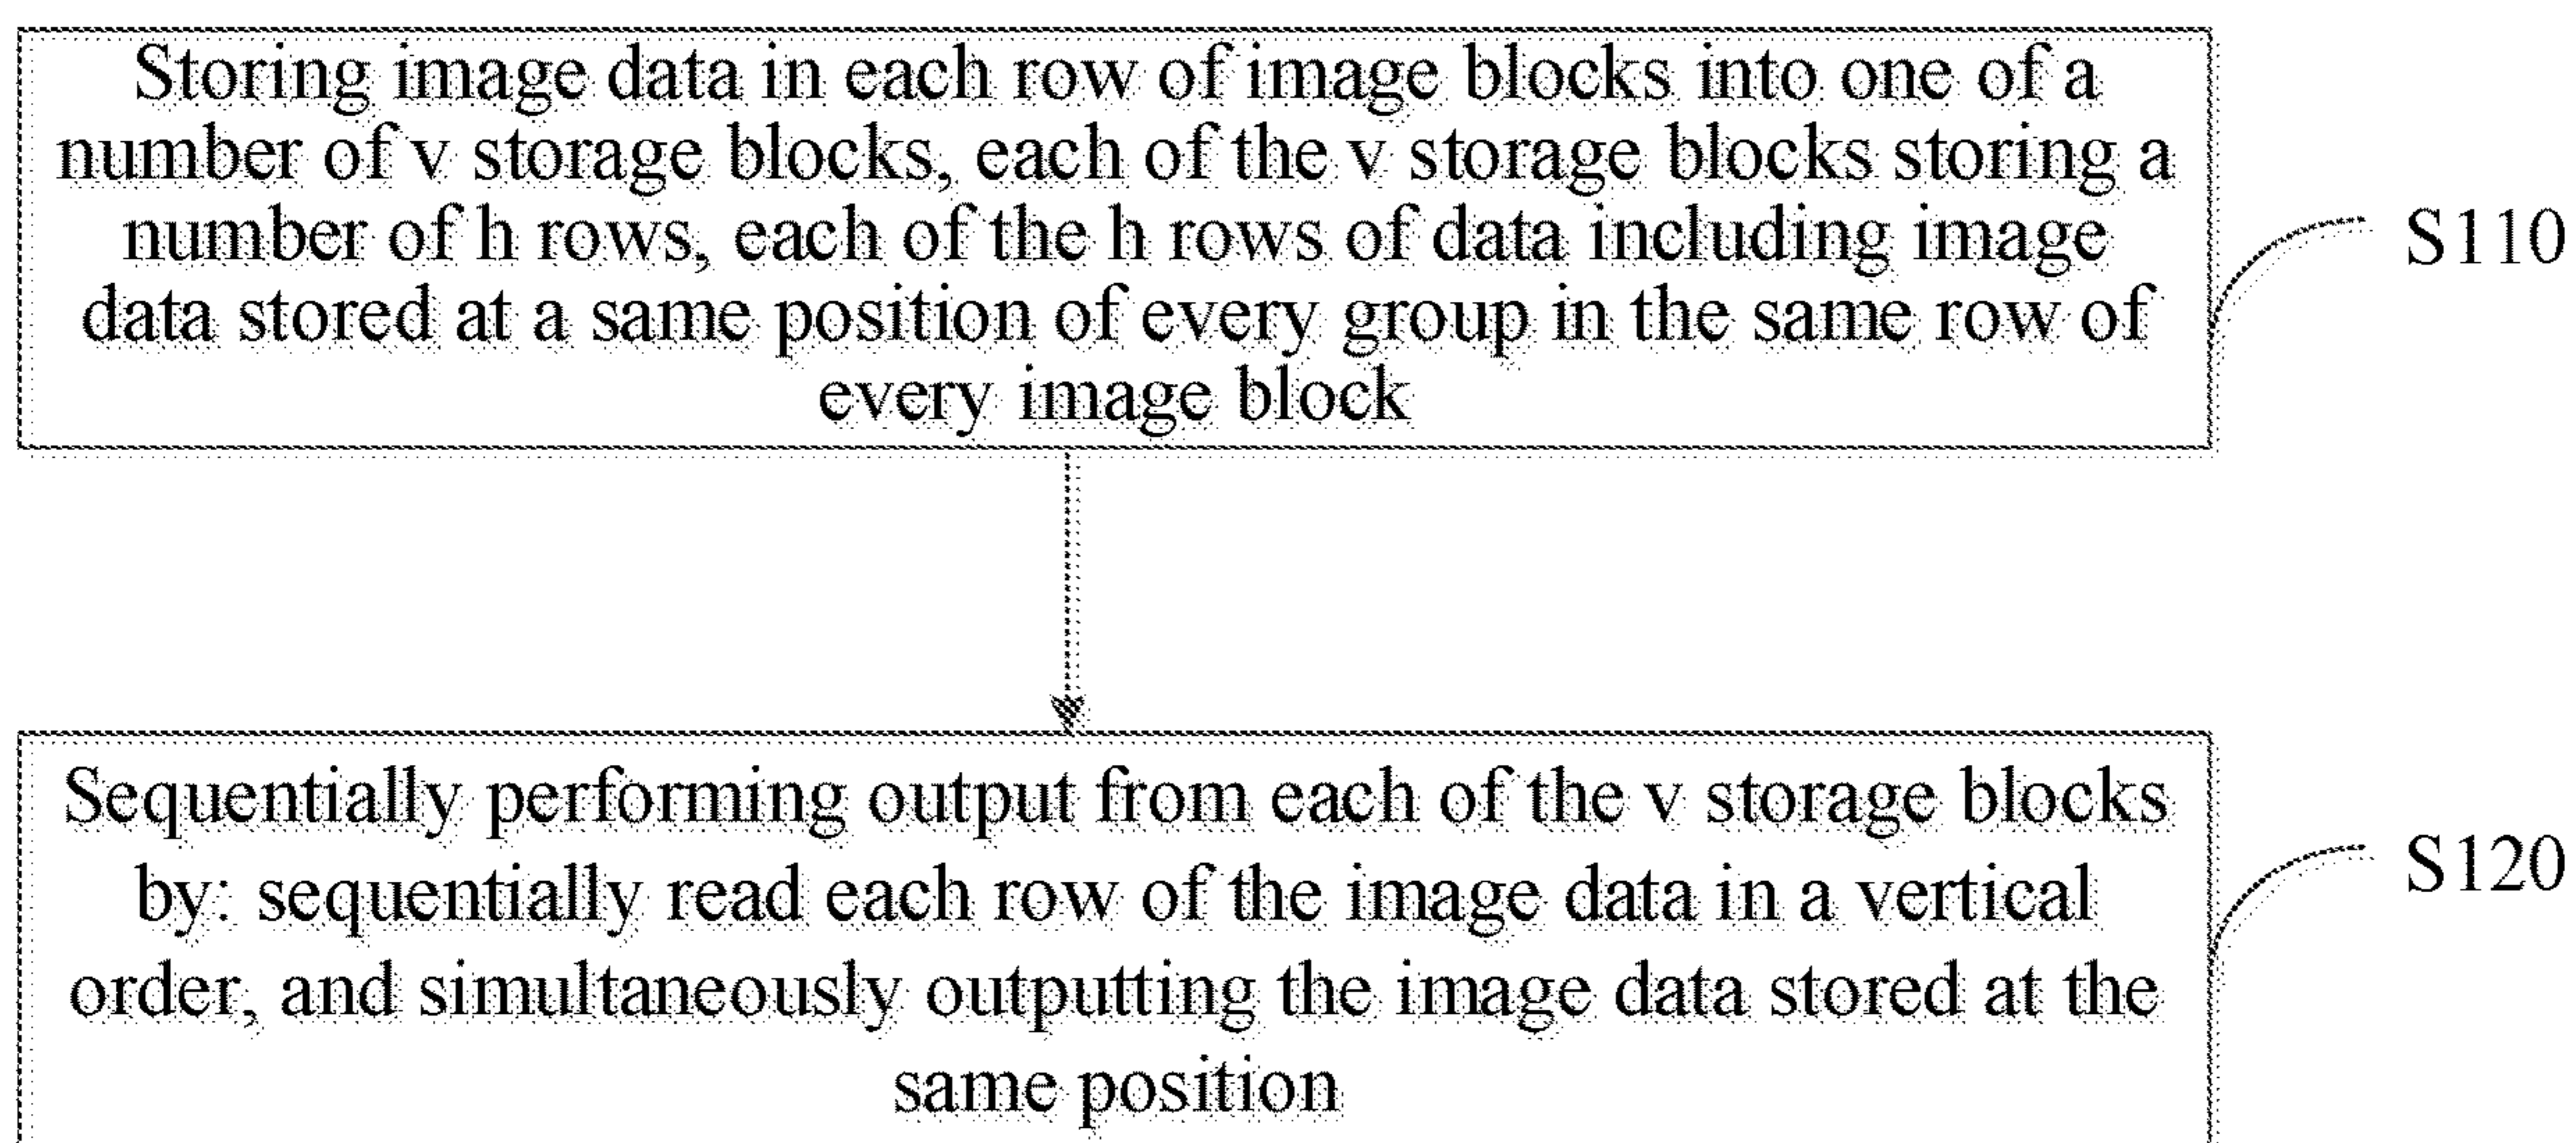 Storing image data in each row of image blocks into one of a
number of v storage blocks, each of the v storage blocks storing a
number of h rows, each of the h rows of data including image
data stored at a same position of every group in the same row of
every image block
S110
Sequentially performing output from each of the v storage blocks
by: sequentially read each row of the image data in a vertical
order, and simultaneously outputting the image data stored at the
same position
S120